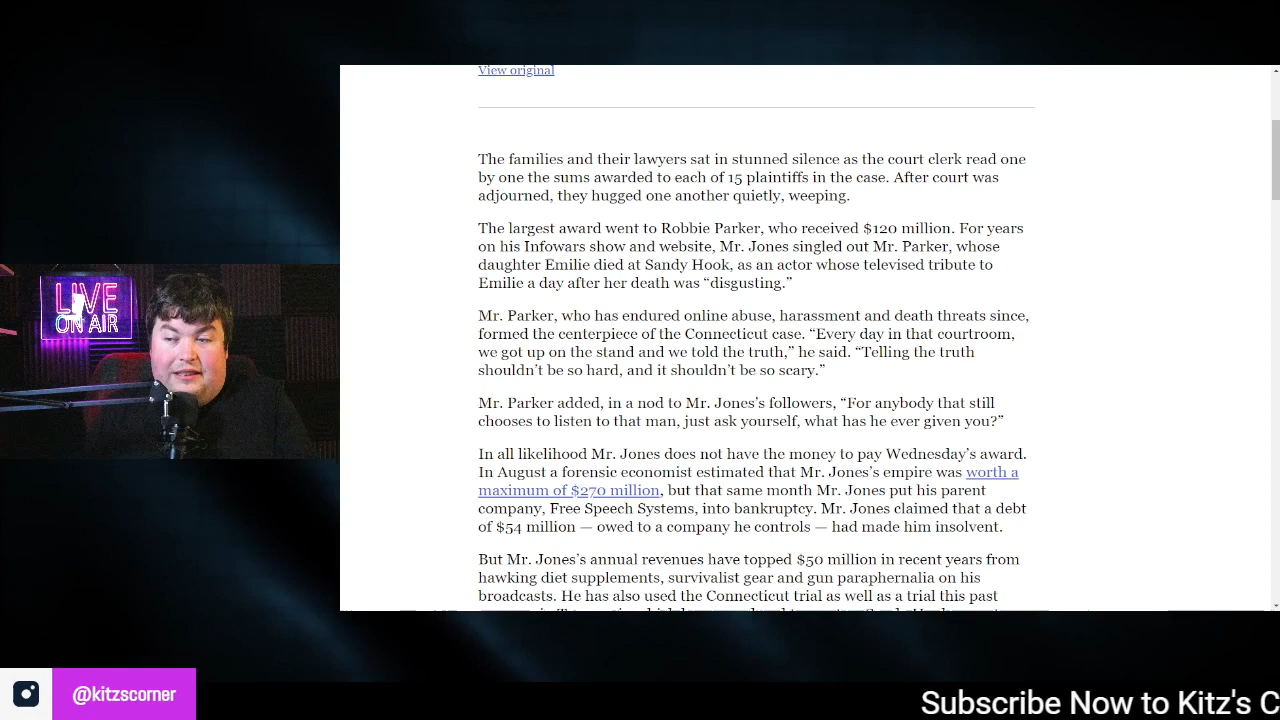 View original
The families and their lawyers sat in stunned silence as the court clerk read one
by one the sums awarded to each of 15 plaintiffs in the case. After court was
adjourned, they hugged one another quietly, weeping.
The largest award went to Robbie Parker, who received $120 million. For years
on his Infowars show and website, Mr. Jones singled out Mr. Parker, whose
daughter Emilie died at Sandy Hook, as an actor whose televised tribute to
Emilie a day after her death was “disgusting.”
Mr. Parker, who has endured online abuse, harassment and death threats since,
formed the centerpiece of the Connecticut case. “Every day in that courtroom,
we got up on the stand and we told the truth,” he said. “Telling the truth
shouldn’t be so hard, and it shouldn’t be so scary.”
Mr. Parker added, in a nod to Mr. Jones’s followers, “For anybody that still
chooses to listen to that man, just ask yourself, what has he ever given you?”
In all likelihood Mr. Jones does not have the money to pay Wednesday’s award.
In August a forensic economist estimated that Mr. Jones’s empire was worth a
maximum of $270 million, but that same month Mr. Jones put his parent
company, Free Speech Systems, into bankruptcy. Mr. Jones claimed that a debt
of $54 million — owed to a company he controls — had made him insolvent.
But Mr. Jones’s annual revenues have topped $50 million in recent years from
hawking diet supplements, survivalist gear and gun paraphernalia on his
broadcasts. He has also used the Connecticut trial as well as a trial this past
LIVE
ON AIR
@kitzscorner
Subscribe Now to Kitz's C